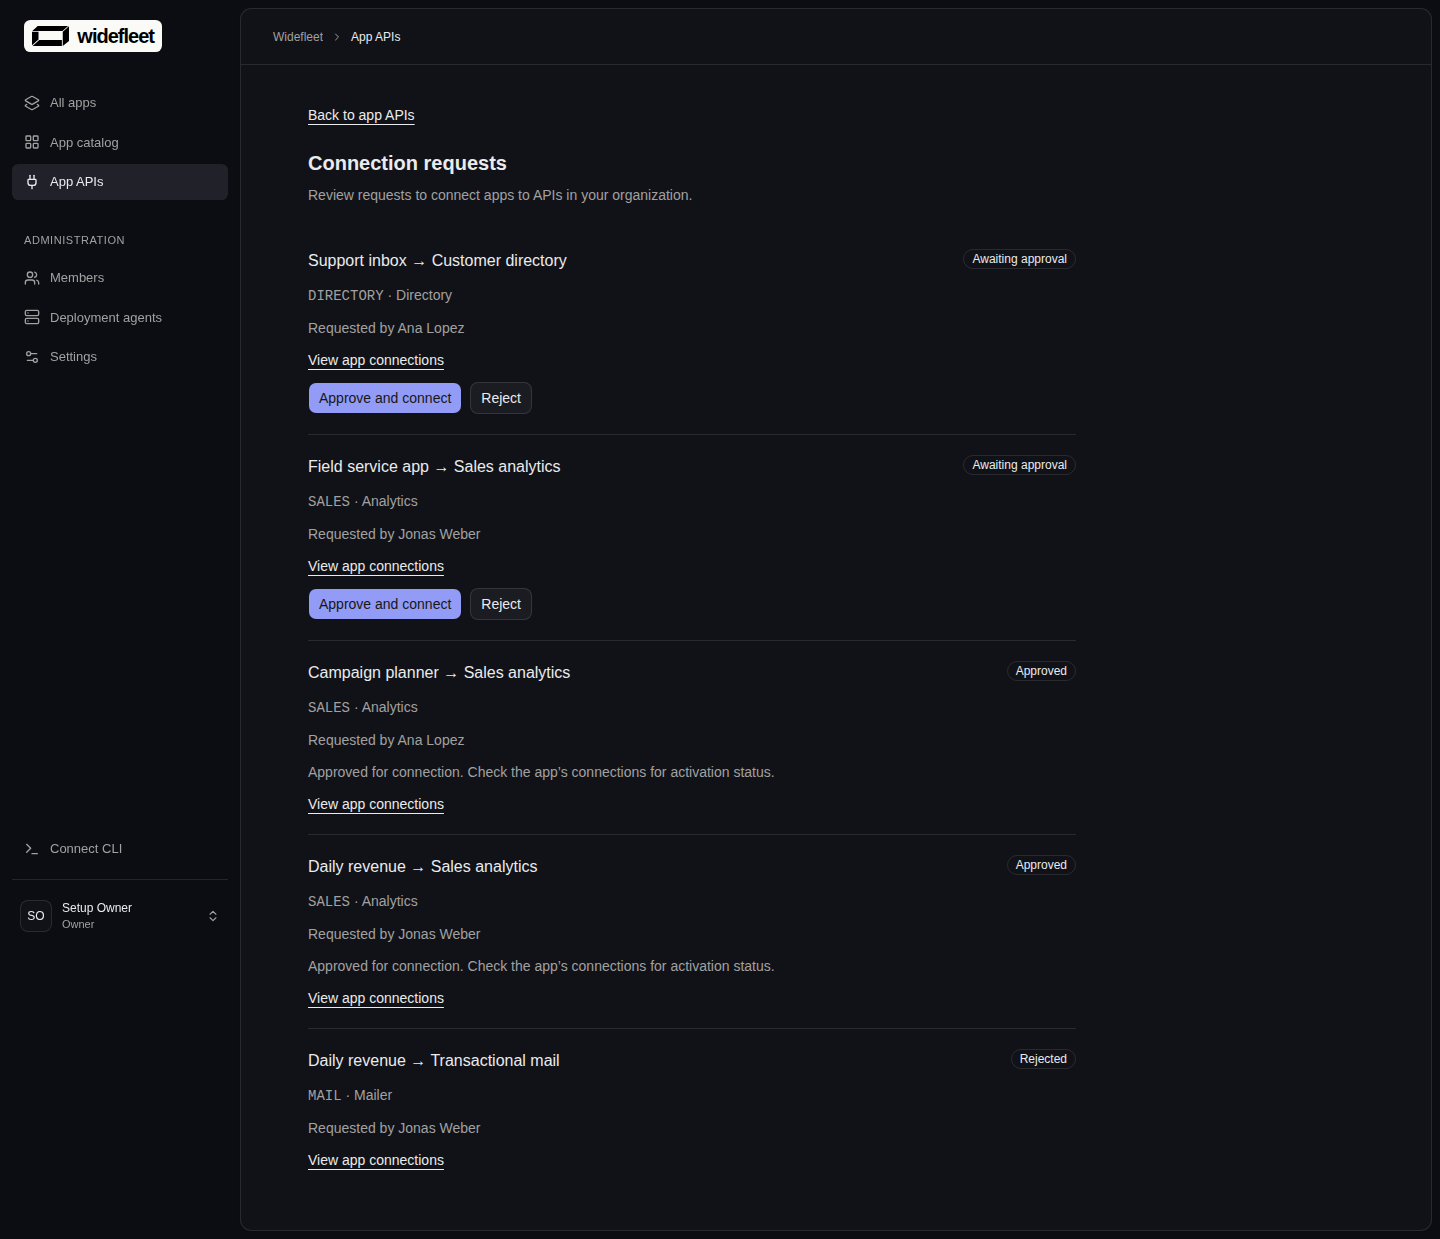 widefleet
All apps
App catalog
App APIs
ADMINISTRATION
Members
Deployment agents
Settings
Connect CLI
SO
Setup Owner
Owner
Widefleet
App APIs
Back to app APIs
Connection requests
Review requests to connect apps to APIs in your organization.
Support inbox → Customer directory
Awaiting approval
DIRECTORY · Directory
Requested by Ana Lopez
View app connections
Approve and connect
Reject
Field service app → Sales analytics
Awaiting approval
SALES · Analytics
Requested by Jonas Weber
View app connections
Approve and connect
Reject
Campaign planner → Sales analytics
Approved
SALES · Analytics
Requested by Ana Lopez
Approved for connection. Check the app's connections for activation status.
View app connections
Daily revenue → Sales analytics
Approved
SALES · Analytics
Requested by Jonas Weber
Approved for connection. Check the app's connections for activation status.
View app connections
Daily revenue → Transactional mail
Rejected
MAIL · Mailer
Requested by Jonas Weber
View app connections